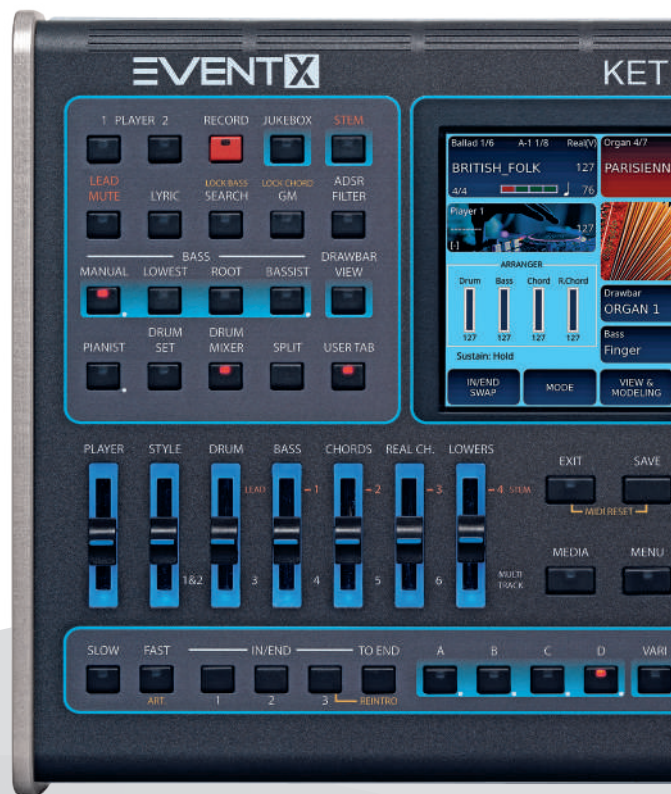 EVENT X
KET
1 PLAYER 2 RECORD JUKEBOX STEM
LEAD MUTE LYRIC LOCK BASS SEARCH LOCK CHORD GM ADSR FILTER
BASS
MANUAL LOWEST ROOT BASSIST DRAWBAR VIEW
PIANIST DRUM SET DRUM MIXER SPLIT USER TAB
Ballad 1/6 A-1 1/8 Real(V)
BRITISH_FOLK 127
4/4 76
Organ 4/7
PARISIENN
Player 1
127
[-]
ARRANGER
Drum Bass Chord R.Chord
127 127 127 127
Sustain: Hold
Drawbar
ORGAN 1
Bass
Finger
IN/END SWAP MODE VIEW & MODELING
PLAYER STYLE DRUM BASS CHORDS REAL CH. LOWERS
LEAD 1 2 3 4 STEM
1&2 3 4 5 6 MULTI TRACK
EXIT SAVE
MIDI RESET
MEDIA MENU
SLOW FAST IN/END TO END A B C D VARI
ART. 1 2 3 REINTRO